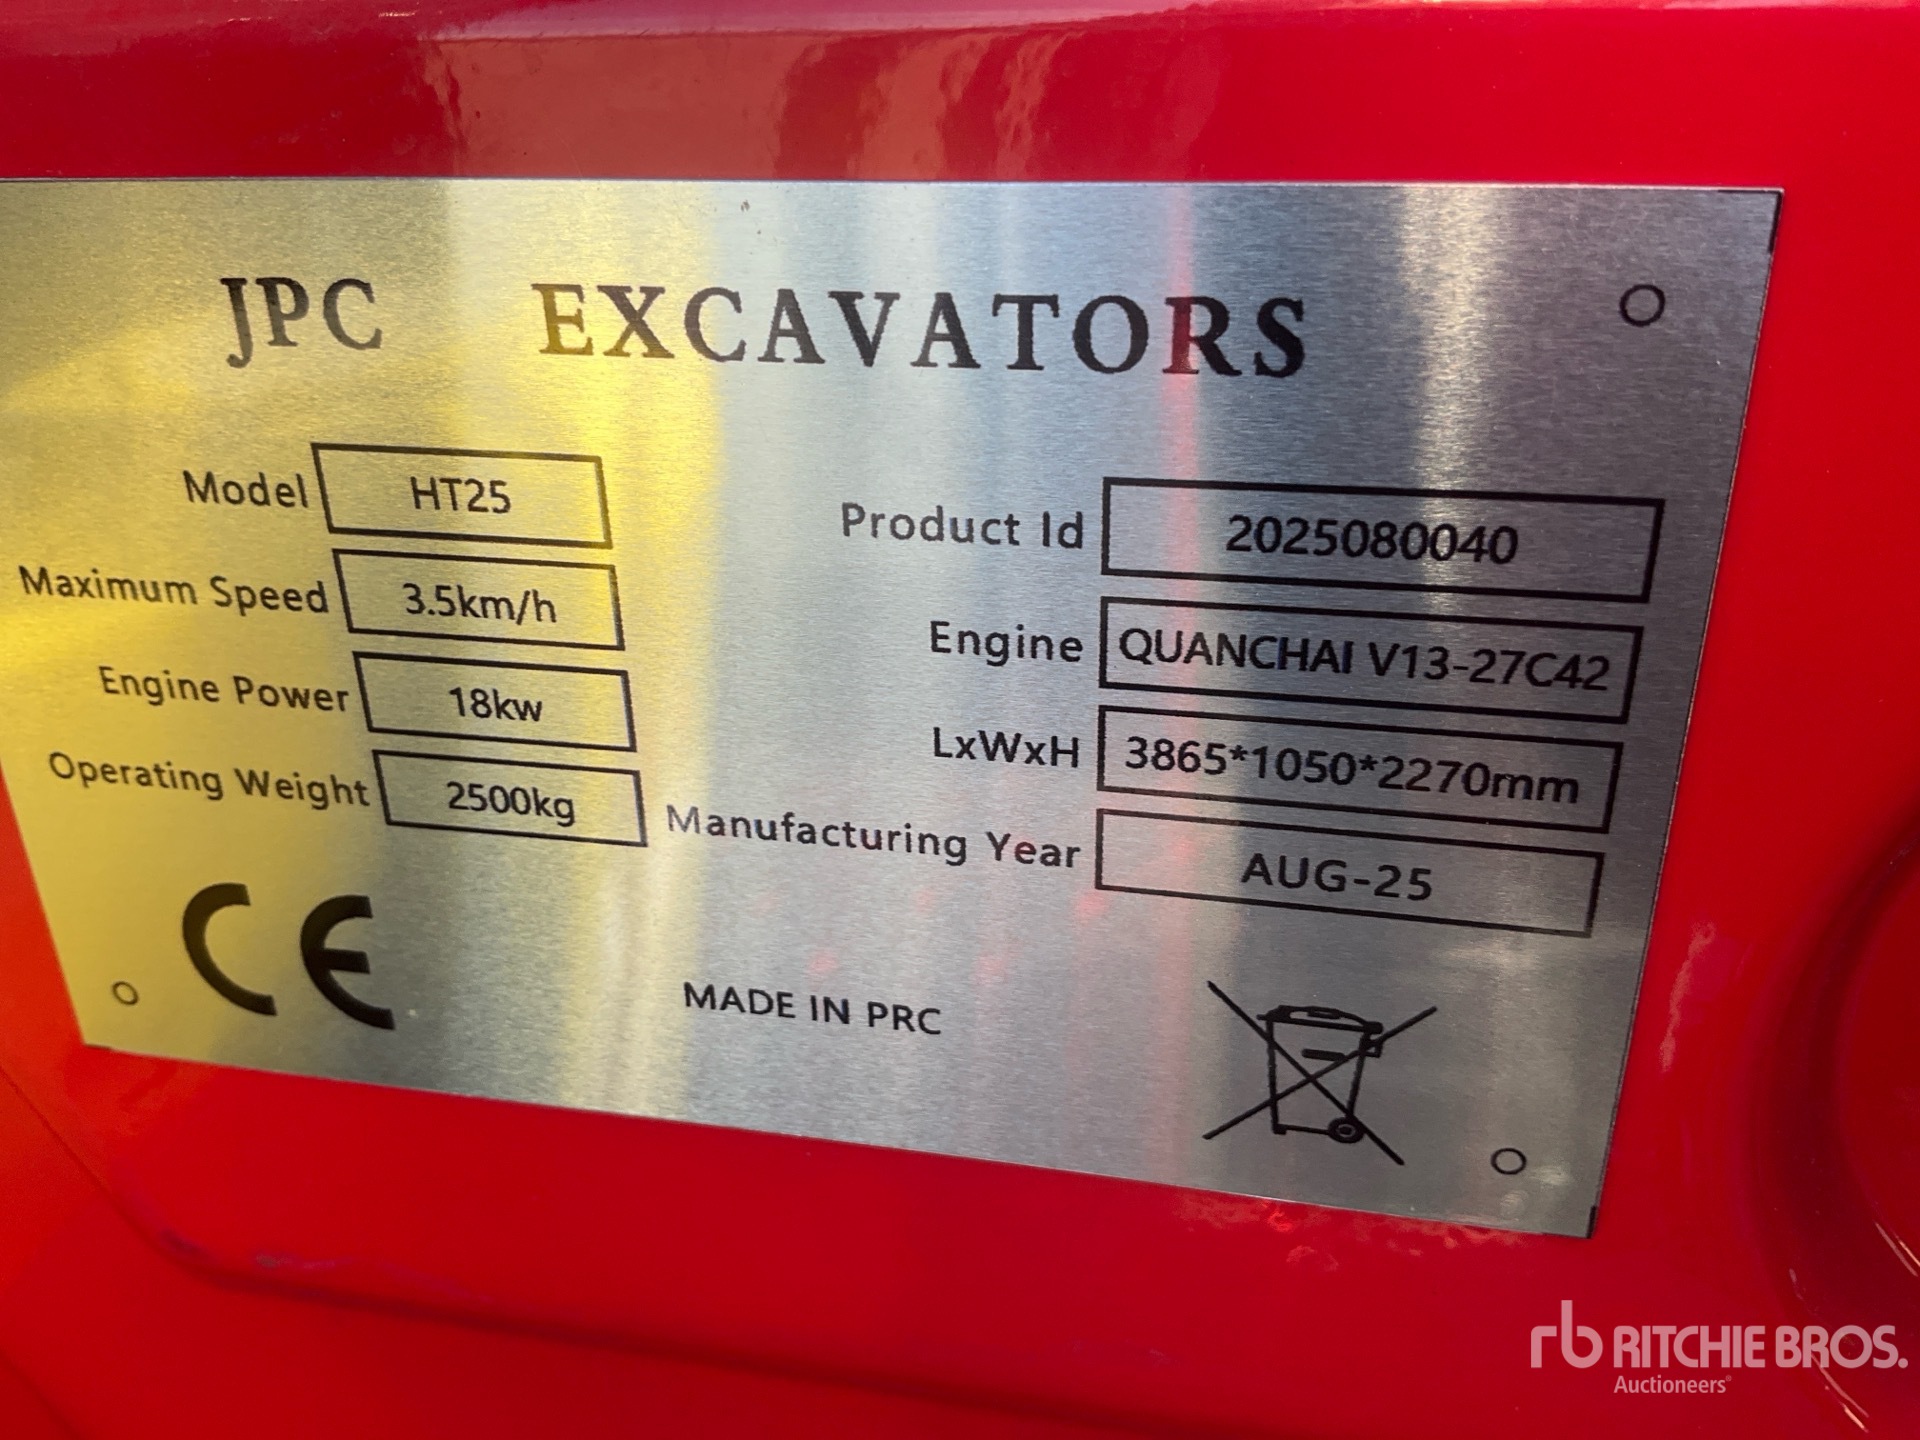 JPC EXCAVATORS
Model HT25
Maximum Speed 3.5km/h
Engine Power 18kw
Operating Weight 2500kg
Product Id 2025080040
Engine QUANCHAI V13-27C42
LxWxH 3865*1050*2270mm
Manufacturing Year AUG-25
CE
MADE IN PRC
rb RITCHIE BROS.
Auctioneers®